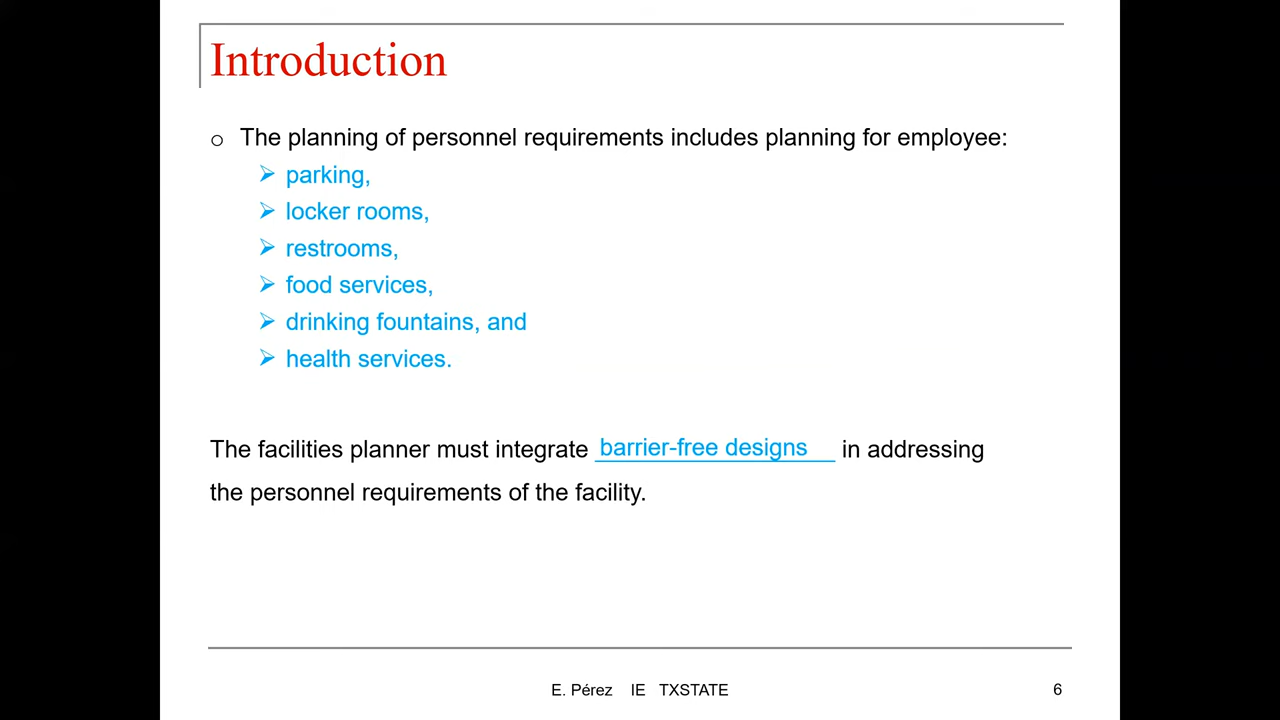 Introduction
o The planning of personnel requirements includes planning for employee:
➢ parking,
➢ locker rooms,
➢ restrooms,
➢ food services,
➢ drinking fountains, and
➢ health services.
The facilities planner must integrate barrier-free designs in addressing
the personnel requirements of the facility.
E. Pérez IE TXSTATE
6